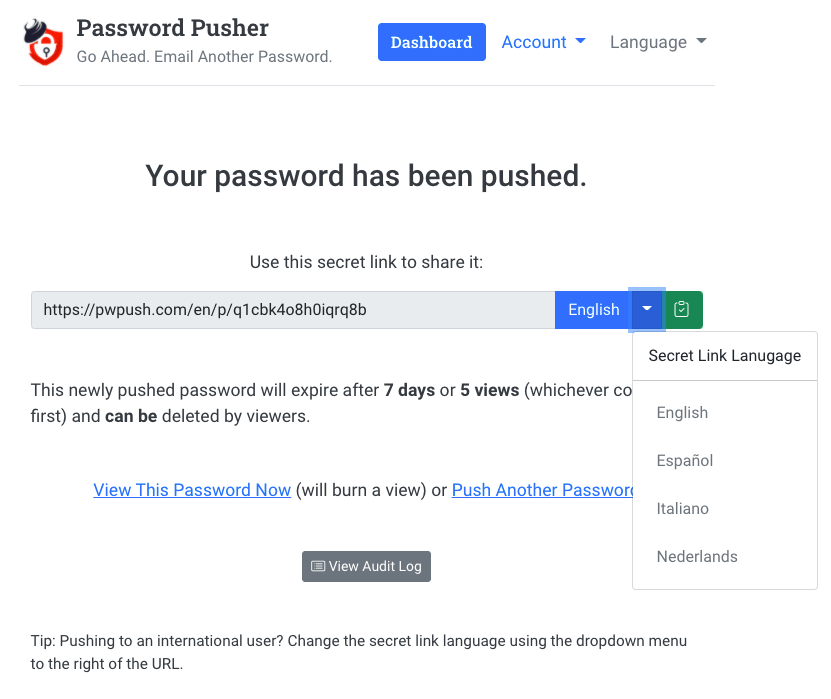 Password Pusher
Go Ahead. Email Another Password.
Dashboard
Account
Language
Your password has been pushed.
Use this secret link to share it:
https://pwpush.com/en/p/q1cbk4o8h0iqrq8b
English
Secret Link Lanugage
English
Español
Italiano
Nederlands
This newly pushed password will expire after 7 days or 5 views (whichever co
first) and can be deleted by viewers.
View This Password Now (will burn a view) or Push Another Password
View Audit Log
Tip: Pushing to an international user? Change the secret link language using the dropdown menu
to the right of the URL.